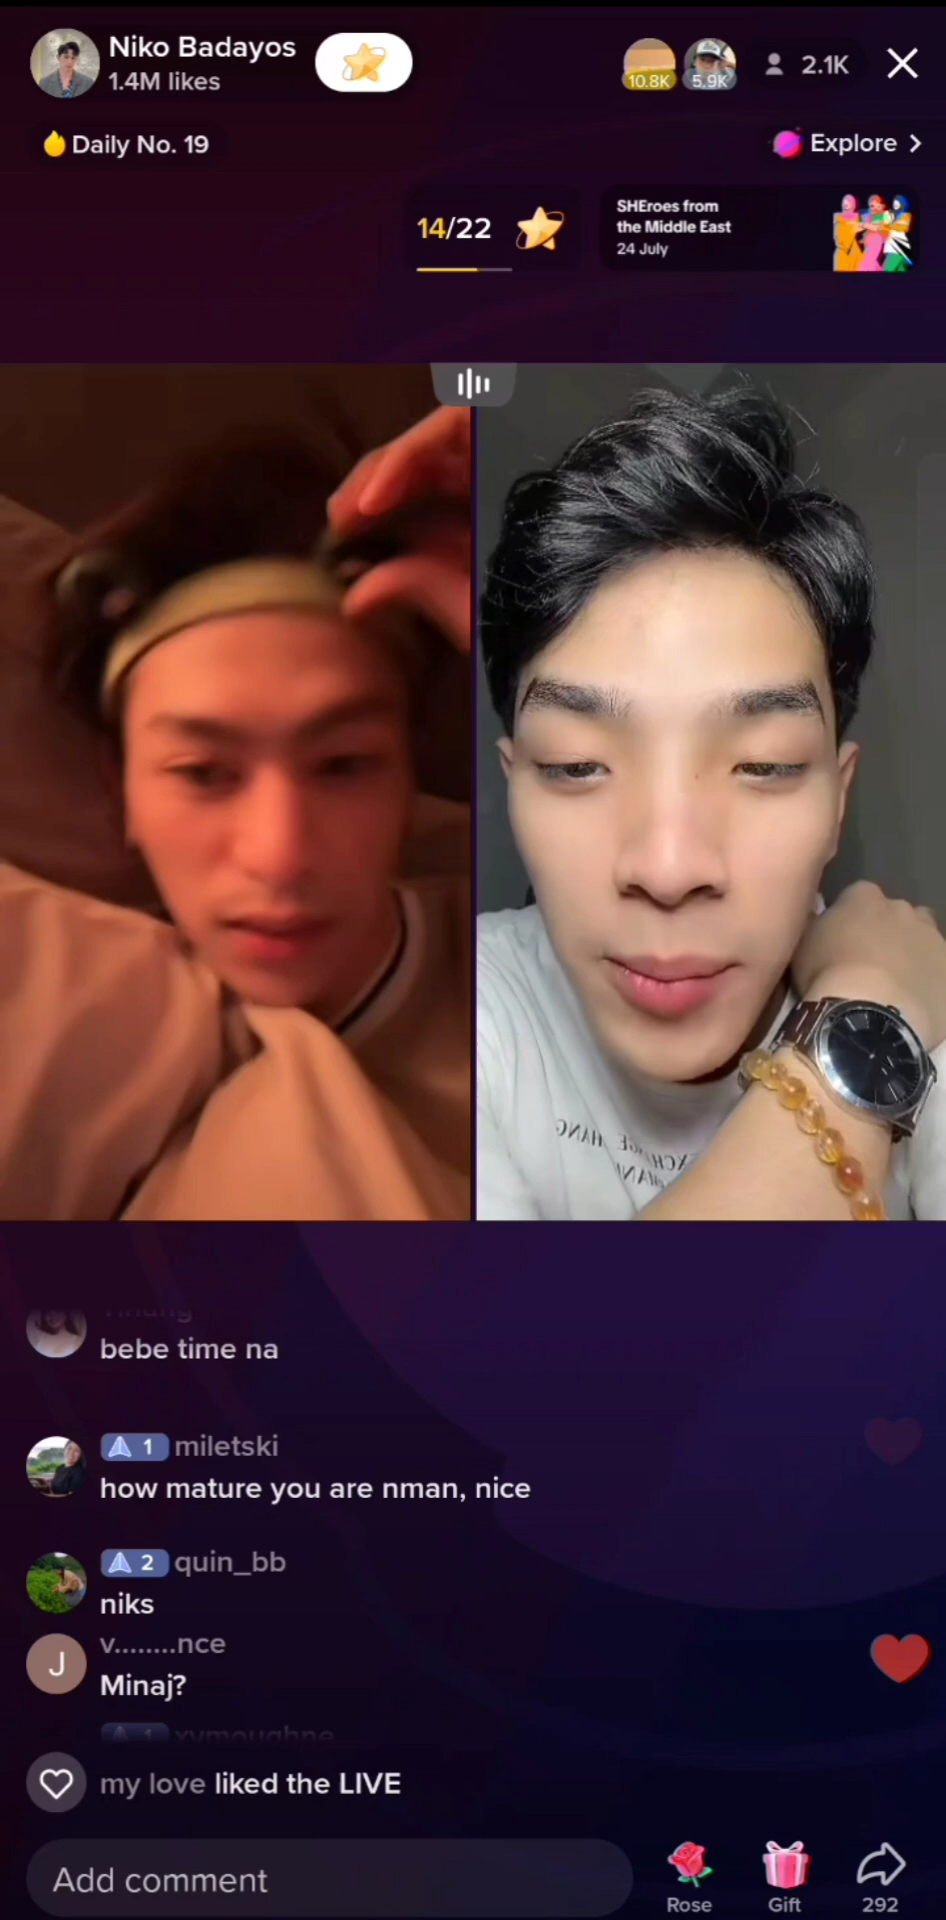 Niko Badayos
1.4M likes
10.8K
5.9K
2.1K
Daily No. 19
Explore
14/22
SHEroes from
the Middle East
24 July
bebe time na
1 miletski
how mature you are nman, nice
2 quin_bb
niks
v........nce
J
Minaj?
my love liked the LIVE
Add comment
Rose
Gift
292